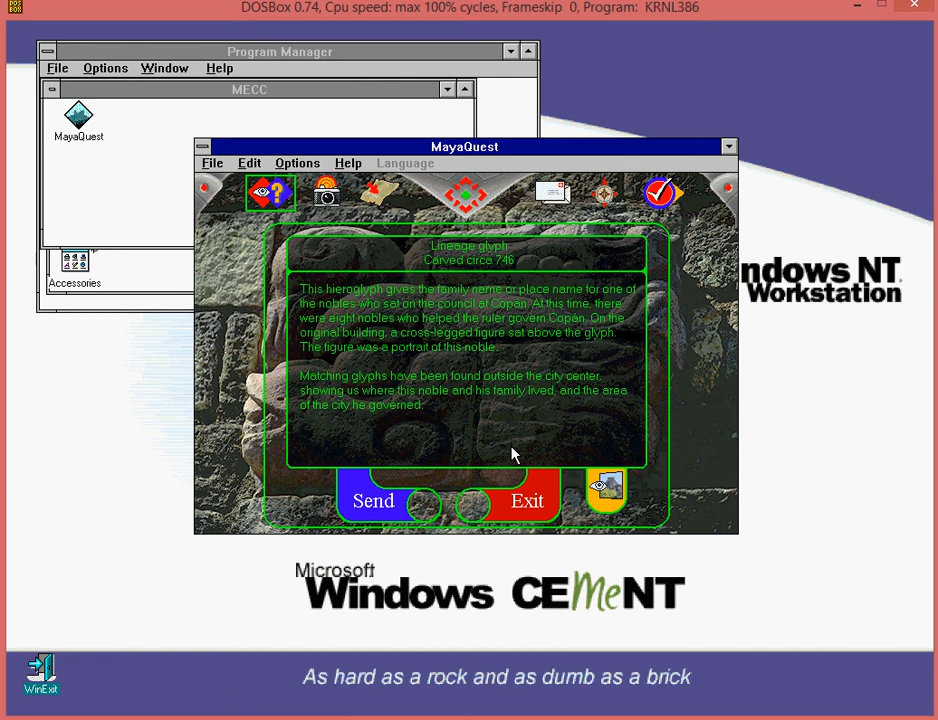 DOSBox 0.74, Cpu speed: max 100% cycles, Frameskip 0, Program: KRNL386
Program Manager
File Options Window Help
MECC
MayaQuest
MayaQuest
File Edit Options Help Language
Lineage glyph
Carved circa 746
This hieroglyph gives the family name or place name for one of
the nobles who sat on the council at Copán. At this time, there
were eight nobles who helped the ruler govern Copán. On the
original building, a cross-legged figure sat above the glyph.
The figure was a portrait of this noble.
Matching glyphs have been found outside the city center,
showing us where this noble and his family lived, and the area
of the city he governed.
Send Exit
Accessories
ndows NT
Workstation
Microsoft
Windows CEMeNT
WinExit
As hard as a rock and as dumb as a brick